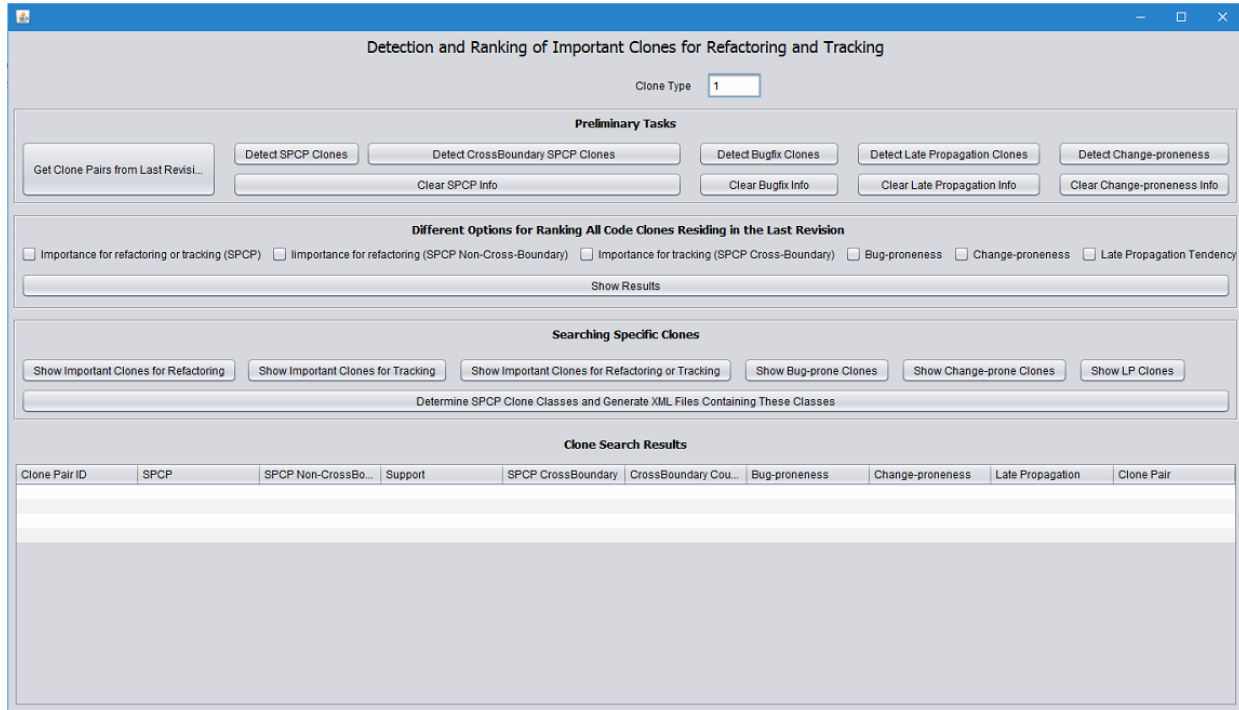 Detection and Ranking of Important Clones for Refactoring and Tracking
Clone Type 1
Preliminary Tasks
Get Clone Pairs from Last Revisi... Detect SPCP Clones Detect CrossBoundary SPCP Clones Detect Bugfix Clones Detect Late Propagation Clones Detect Change-proneness
Clear SPCP Info Clear Bugfix Info Clear Late Propagation Info Clear Change-proneness Info
Different Options for Ranking All Code Clones Residing in the Last Revision
Importance for refactoring or tracking (SPCP) Iimportance for refactoring (SPCP Non-Cross-Boundary) Importance for tracking (SPCP Cross-Boundary) Bug-proneness Change-proneness Late Propagation Tendency
Show Results
Searching Specific Clones
Show Important Clones for Refactoring Show Important Clones for Tracking Show Important Clones for Refactoring or Tracking Show Bug-prone Clones Show Change-prone Clones Show LP Clones
Determine SPCP Clone Classes and Generate XML Files Containing These Classes
Clone Search Results
Clone Pair ID SPCP SPCP Non-CrossBo... Support SPCP CrossBoundary CrossBoundary Cou... Bug-proneness Change-proneness Late Propagation Clone Pair